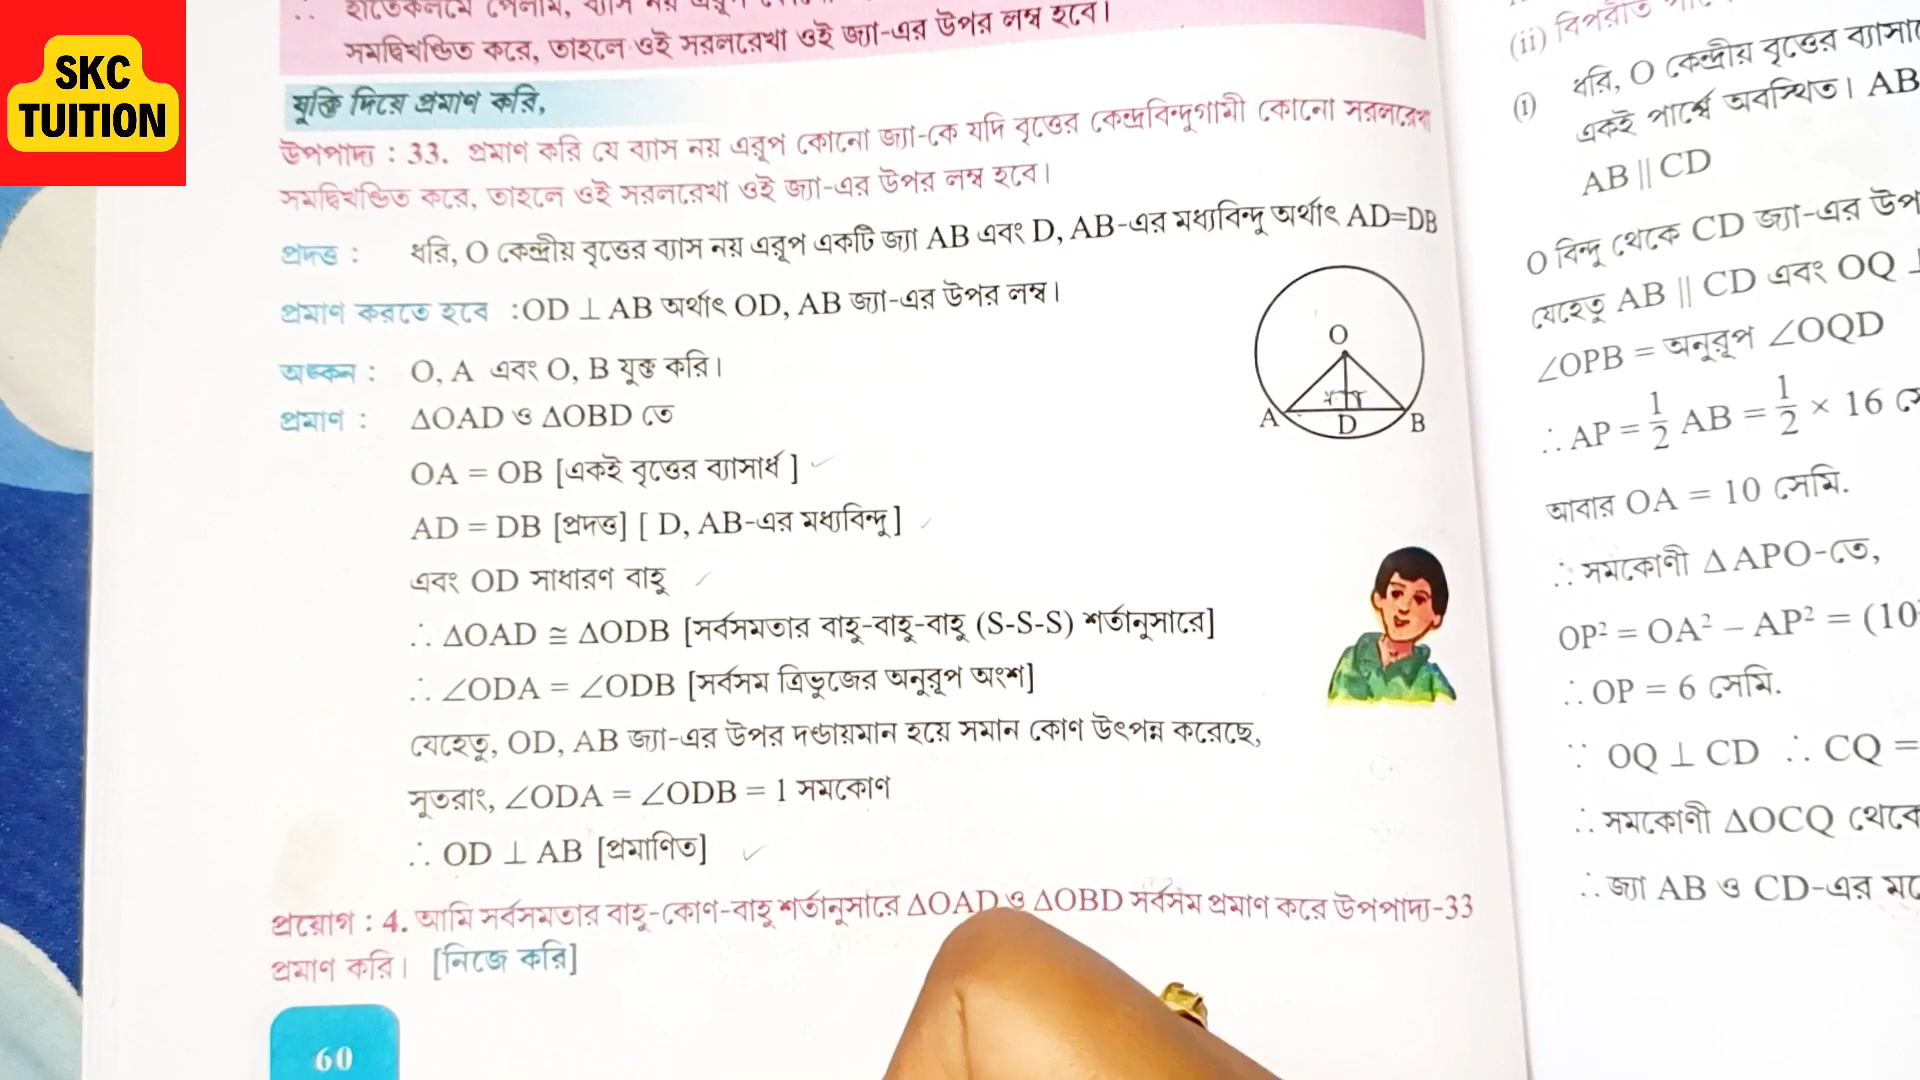 SKC
TUITION
সমদ্বিখণ্ডিত করে, তাহলে ওই সরলরেখা ওই জ্যা-এর উপর লম্ব হবে।
যুক্তি দিয়ে প্রমাণ করি,
উপপাদ্য : 33. প্রমাণ করি যে ব্যাস নয় এরূপ কোনো জ্যা-কে যদি বৃত্তের কেন্দ্রবিন্দুগামী কোনো সরলরেখা
সমদ্বিখণ্ডিত করে, তাহলে ওই সরলরেখা ওই জ্যা-এর উপর লম্ব হবে।
প্রদত্ত : ধরি, O কেন্দ্রীয় বৃত্তের ব্যাস নয় এরূপ একটি জ্যা AB এবং D, AB-এর মধ্যবিন্দু অর্থাৎ AD=DB
প্রমাণ করতে হবে : OD ⊥ AB অর্থাৎ OD, AB জ্যা-এর উপর লম্ব।
অঙ্কন : O, A এবং O, B যুক্ত করি।
প্রমাণ : ΔOAD ও ΔOBD তে
OA = OB [একই বৃত্তের ব্যাসার্ধ ]
AD = DB [প্রদত্ত] [ D, AB-এর মধ্যবিন্দু]
এবং OD সাধারণ বাহু
∴ ΔOAD ≅ ΔODB [সর্বসমতার বাহু-বাহু-বাহু (S-S-S) শর্তানুসারে]
∴ ∠ODA = ∠ODB [সর্বসম ত্রিভুজের অনুরূপ অংশ]
যেহেতু, OD, AB জ্যা-এর উপর দণ্ডায়মান হয়ে সমান কোণ উৎপন্ন করেছে,
সুতরাং, ∠ODA = ∠ODB = 1 সমকোণ
∴ OD ⊥ AB [প্রমাণিত]
প্রয়োগ : 4. আমি সর্বসমতার বাহু-কোণ-বাহু শর্তানুসারে ΔOAD ও ΔOBD সর্বসম প্রমাণ করে উপপাদ্য-33
প্রমাণ করি। [নিজে করি]
60
O
A
D
B
(ii) বিপরীত
(i) ধরি, O কেন্দ্রীয় বৃত্তের
একই পার্শ্বে অবস্থিত। AB
AB || CD
O বিন্দু থেকে CD জ্যা-এর
যেহেতু AB || CD এবং OQ ⊥
∠OPB = অনুরূপ ∠OQD
∴ AP = 1/2 AB = 1/2 × 16
আবার OA = 10 সেমি.
∴ সমকোণী ΔAPO-তে,
OP² = OA² – AP² = (10
∴ OP = 6 সেমি.
∵ OQ ⊥ CD ∴ CQ =
∴ সমকোণী ΔOCQ থেকে
∴ জ্যা AB ও CD-এর